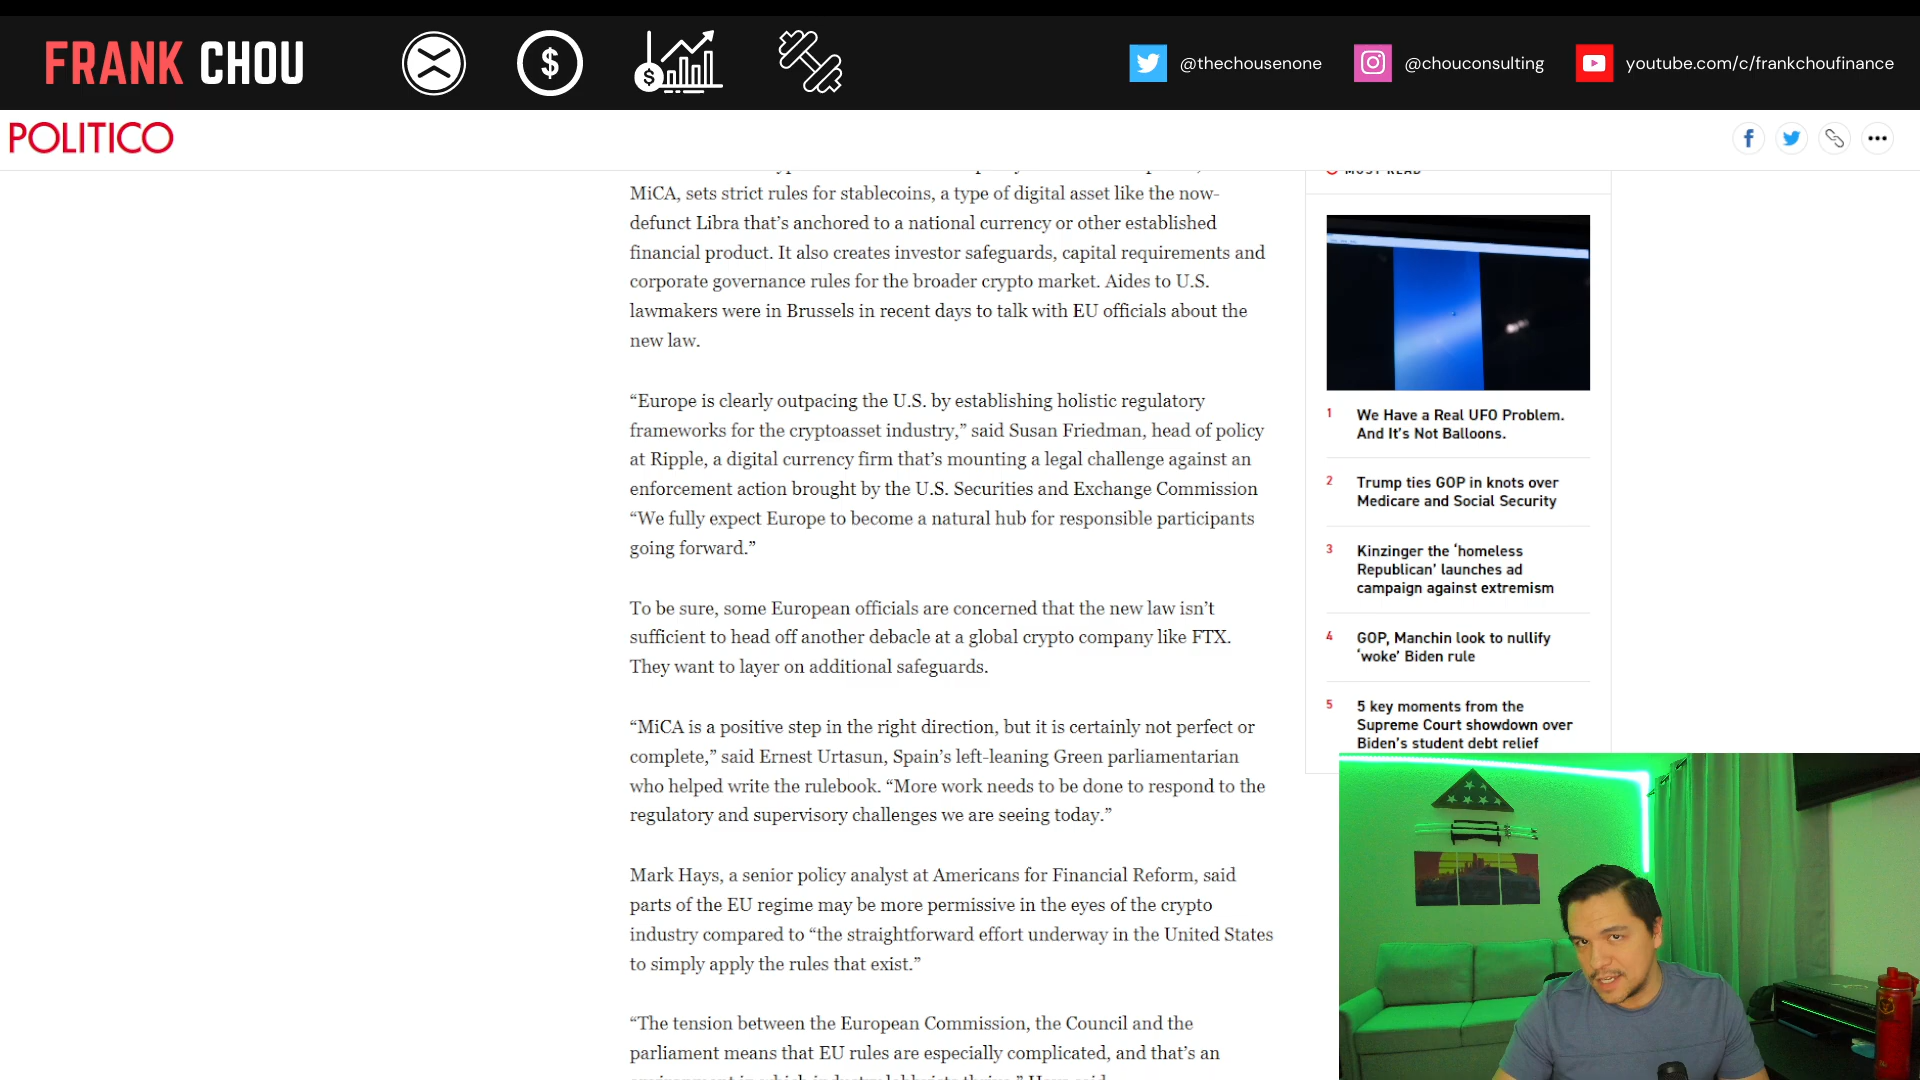 FRANK CHOU
@thechousenone
@chouconsulting
youtube.com/c/frankchoufinance
POLITICO
MiCA, sets strict rules for stablecoins, a type of digital asset like the now-
defunct Libra that’s anchored to a national currency or other established
financial product. It also creates investor safeguards, capital requirements and
corporate governance rules for the broader crypto market. Aides to U.S.
lawmakers were in Brussels in recent days to talk with EU officials about the
new law.
“Europe is clearly outpacing the U.S. by establishing holistic regulatory
frameworks for the cryptoasset industry,” said Susan Friedman, head of policy
at Ripple, a digital currency firm that’s mounting a legal challenge against an
enforcement action brought by the U.S. Securities and Exchange Commission
“We fully expect Europe to become a natural hub for responsible participants
going forward.”
To be sure, some European officials are concerned that the new law isn’t
sufficient to head off another debacle at a global crypto company like FTX.
They want to layer on additional safeguards.
“MiCA is a positive step in the right direction, but it is certainly not perfect or
complete,” said Ernest Urtasun, Spain’s left-leaning Green parliamentarian
who helped write the rulebook. “More work needs to be done to respond to the
regulatory and supervisory challenges we are seeing today.”
Mark Hays, a senior policy analyst at Americans for Financial Reform, said
parts of the EU regime may be more permissive in the eyes of the crypto
industry compared to “the straightforward effort underway in the United States
to simply apply the rules that exist.”
“The tension between the European Commission, the Council and the
parliament means that EU rules are especially complicated, and that’s an
MOST READ
1 We Have a Real UFO Problem.
And It’s Not Balloons.
2 Trump ties GOP in knots over
Medicare and Social Security
3 Kinzinger the ‘homeless
Republican’ launches ad
campaign against extremism
4 GOP, Manchin look to nullify
‘woke’ Biden rule
5 5 key moments from the
Supreme Court showdown over
Biden’s student debt relief